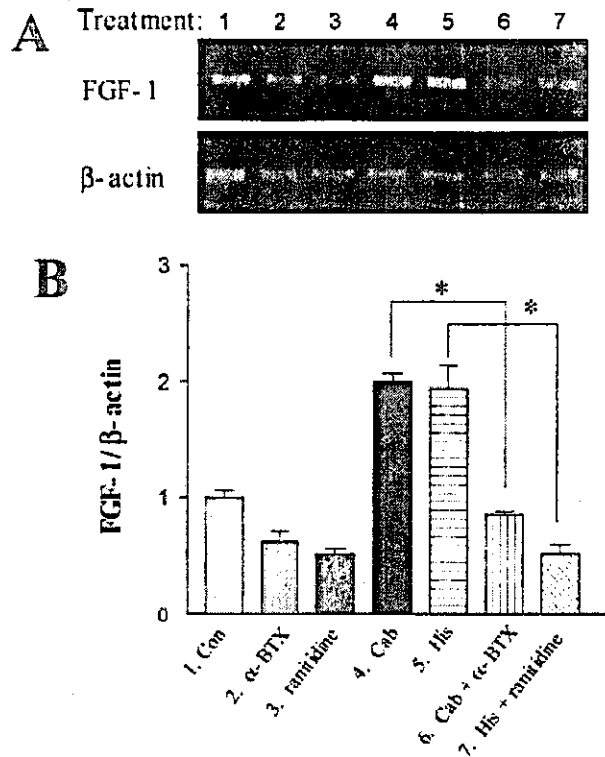 A
Treatment: 1 2 3 4 5 6 7
FGF-1
β-actin
B
3
2
1
0
FGF-1/β-actin
*
*
1. Con
2. α-BTX
3. ranitidine
4. Cab
5. His
6. Cab + α-BTX
7. His + ranitidine